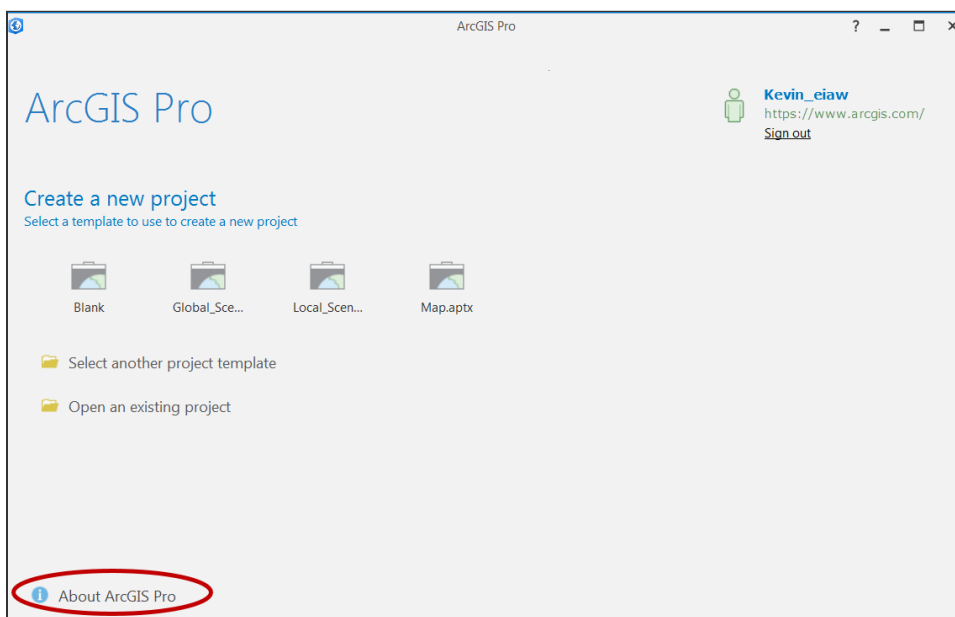 ArcGIS Pro
?
ArcGIS Pro
Kevin_eiaw
https://www.arcgis.com/
Sign out
Create a new project
Select a template to use to create a new project
Blank
Global_Sce...
Local_Scen...
Map.aptx
Select another project template
Open an existing project
About ArcGIS Pro